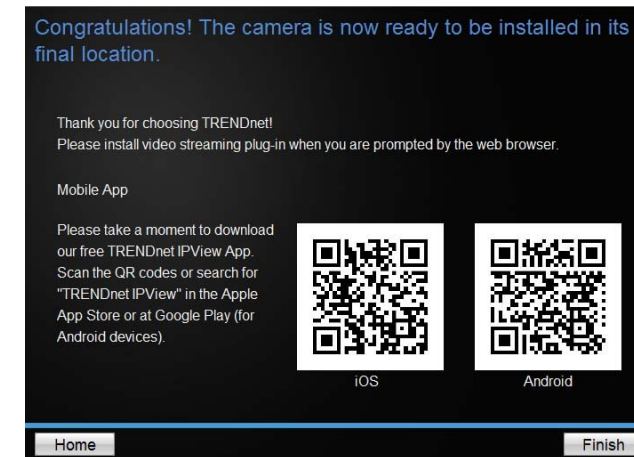 Congratulations! The camera is now ready to be installed in its
final location.
Thank you for choosing TRENDnet!
Please install video streaming plug-in when you are prompted by the web browser.
Mobile App
Please take a moment to download
our free TRENDnet IPView App.
Scan the QR codes or search for
"TRENDnet IPView" in the Apple
App Store or at Google Play (for
Android devices).
iOS
Android
Home
Finish